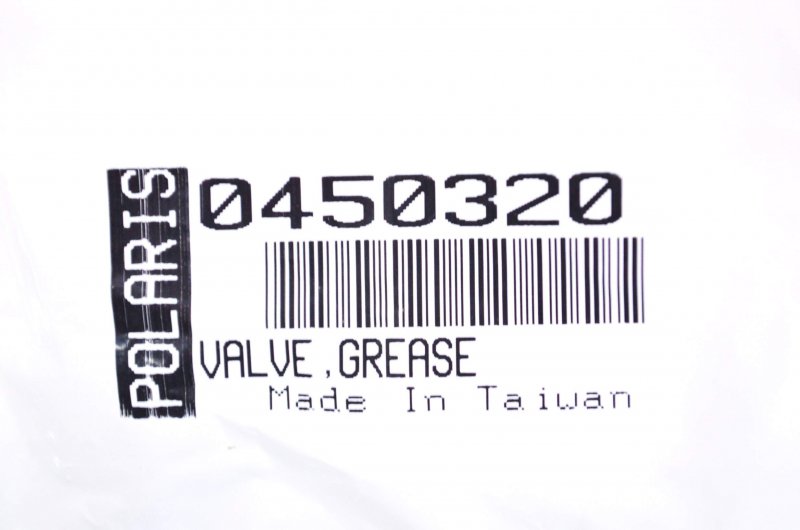 POLARIS
0450320
VALVE,GREASE
Made In Taiwan